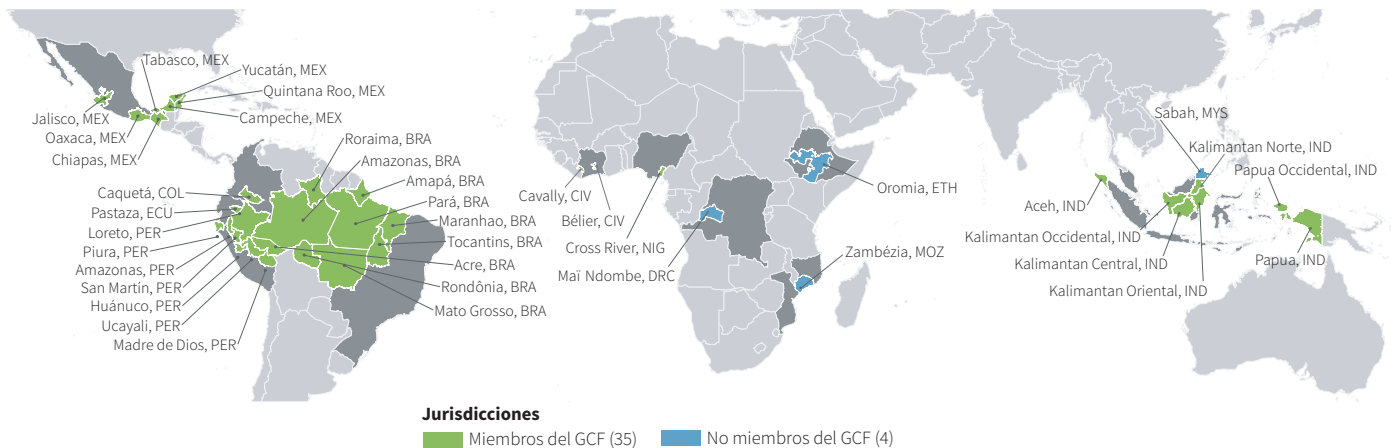 Tabasco, MEX
Yucatán, MEX
Quintana Roo, MEX
Campeche, MEX
Jalisco, MEX
Oaxaca, MEX
Chiapas, MEX
Roraima, BRA
Amazonas, BRA
Amapá, BRA
Pará, BRA
Maranhao, BRA
Tocantins, BRA
Acre, BRA
Rondônia, BRA
Mato Grosso, BRA
Caquetá, COL
Pastaza, ECU
Loreto, PER
Piura, PER
Amazonas, PER
San Martín, PER
Huánuco, PER
Ucayali, PER
Madre de Dios, PER
Cavally, CIV
Bélier, CIV
Cross River, NIG
Maï Ndombe, DRC
Oromia, ETH
Zambézia, MOZ
Sabah, MYS
Kalimantan Norte, IND
Papua Occidental, IND
Aceh, IND
Kalimantan Occidental, IND
Kalimantan Central, IND
Kalimantan Oriental, IND
Papua, IND
Jurisdicciones
Miembros del GCF (35) No miembros del GCF (4)